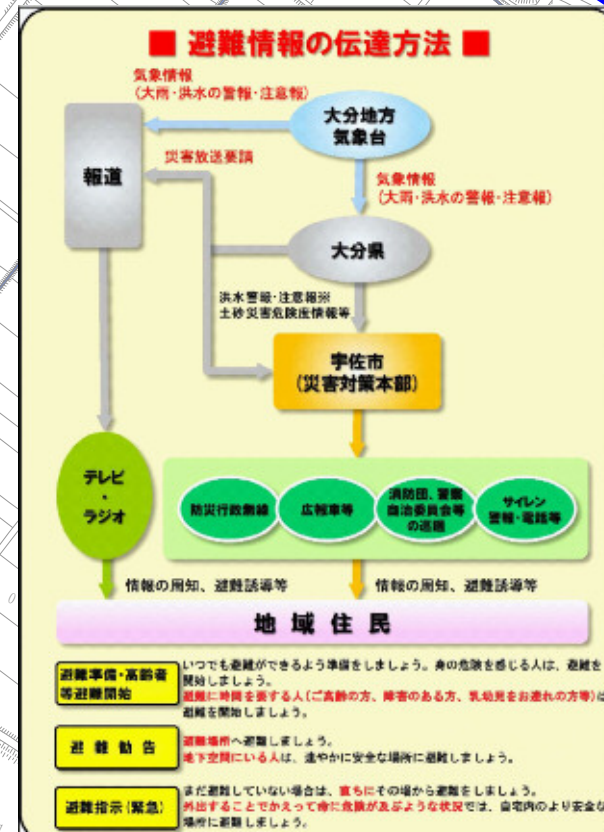 ■ 避難情報の伝達方法 ■
気象情報
(大雨・洪水の警報・注意報)
大分地方
気象台
報道
災害放送要請
気象情報
(大雨・洪水の警報・注意報)
大分県
洪水警報・注意報※
土砂災害危険度情報等
宇佐市
(災害対策本部)
テレビ
・
ラジオ
防災行政無線
広報車等
消防団、警察
自治委員会等
の巡回
サイレン
警報・電話等
情報の周知、避難誘導等
情報の周知、避難誘導等
地域住民
避難準備・高齢者
等避難開始
いつでも避難ができるよう準備をしましょう。身の危険を感じる人は、避難を
開始しましょう。
避難に時間を要する人(ご高齢の方、障害のある方、乳幼児をお連れの方等)は
避難を開始しましょう。
避難勧告
避難場所へ避難しましょう。
地下空間にいる人は、速やかに安全な場所に避難しましょう。
避難指示(緊急)
まだ避難していない場合は、直ちにその場から避難をしましょう。
外出することでかえって命に危険が及ぶような状況では、自宅内のより安全な
場所に避難しましょう。